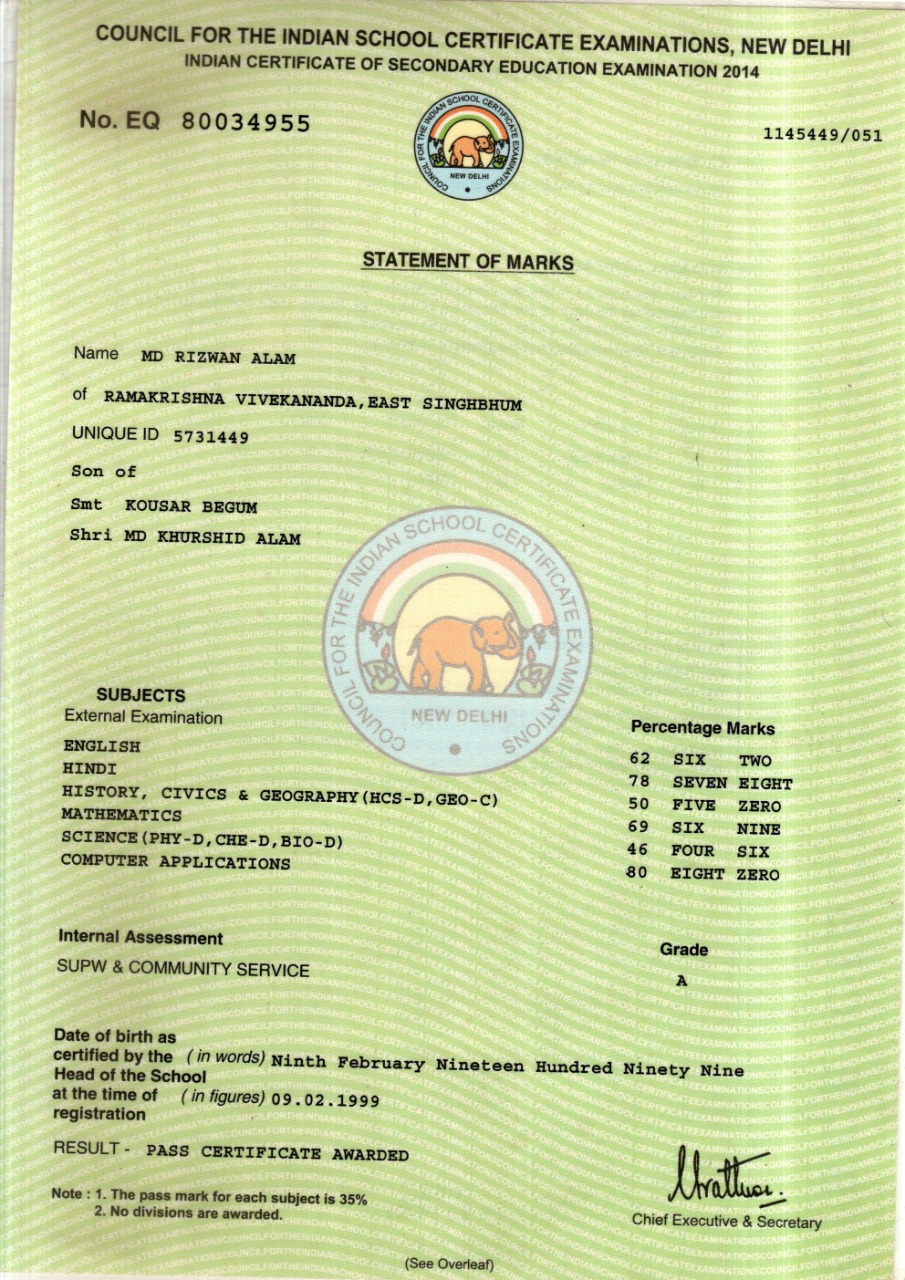 COUNCIL FOR THE INDIAN SCHOOL CERTIFICATE EXAMINATIONS, NEW DELHI
INDIAN CERTIFICATE OF SECONDARY EDUCATION EXAMINATION 2014
No. EQ 80034955
1145449/051
COUNCIL FOR THE INDIAN SCHOOL CERTIFICATE EXAMINATIONS
NEW DELHI
STATEMENT OF MARKS
Name MD RIZWAN ALAM
of RAMAKRISHNA VIVEKANANDA,EAST SINGHBHUM
UNIQUE ID 5731449
Son of
Smt KOUSAR BEGUM
Shri MD KHURSHID ALAM
COUNCIL FOR THE INDIAN SCHOOL CERTIFICATE EXAMINATIONS
NEW DELHI
SUBJECTS
External Examination Percentage Marks
ENGLISH 62 SIX TWO
HINDI 78 SEVEN EIGHT
HISTORY, CIVICS & GEOGRAPHY(HCS-D,GEO-C) 50 FIVE ZERO
MATHEMATICS 69 SIX NINE
SCIENCE(PHY-D,CHE-D,BIO-D) 46 FOUR SIX
COMPUTER APPLICATIONS 80 EIGHT ZERO
Internal Assessment Grade
SUPW & COMMUNITY SERVICE A
Date of birth as
certified by the (in words) Ninth February Nineteen Hundred Ninety Nine
Head of the School
at the time of (in figures) 09.02.1999
registration
RESULT - PASS CERTIFICATE AWARDED
Note : 1. The pass mark for each subject is 35%
2. No divisions are awarded.
Chief Executive & Secretary
(See Overleaf)